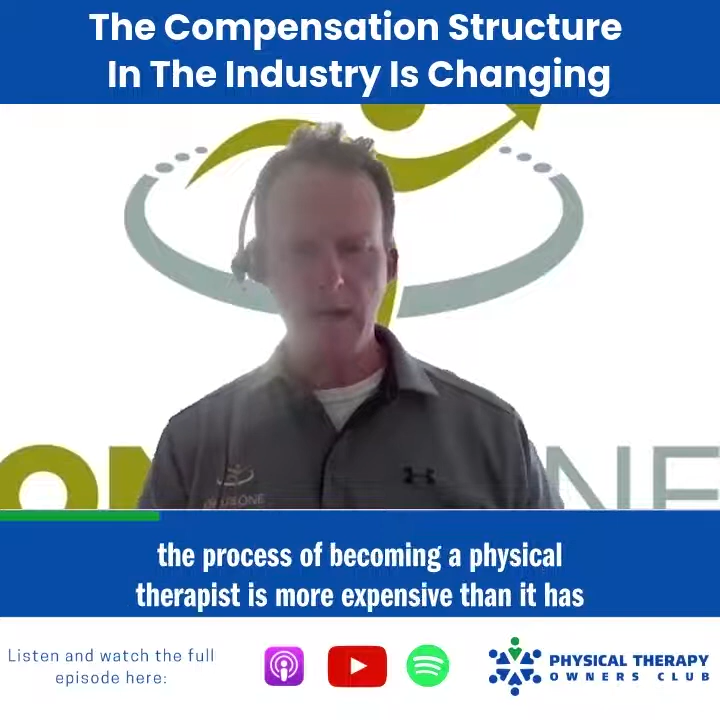 The Compensation Structure
In The Industry Is Changing
the process of becoming a physical
therapist is more expensive than it has
Listen and watch the full
episode here:
PHYSICAL THERAPY
OWNERS CLUB